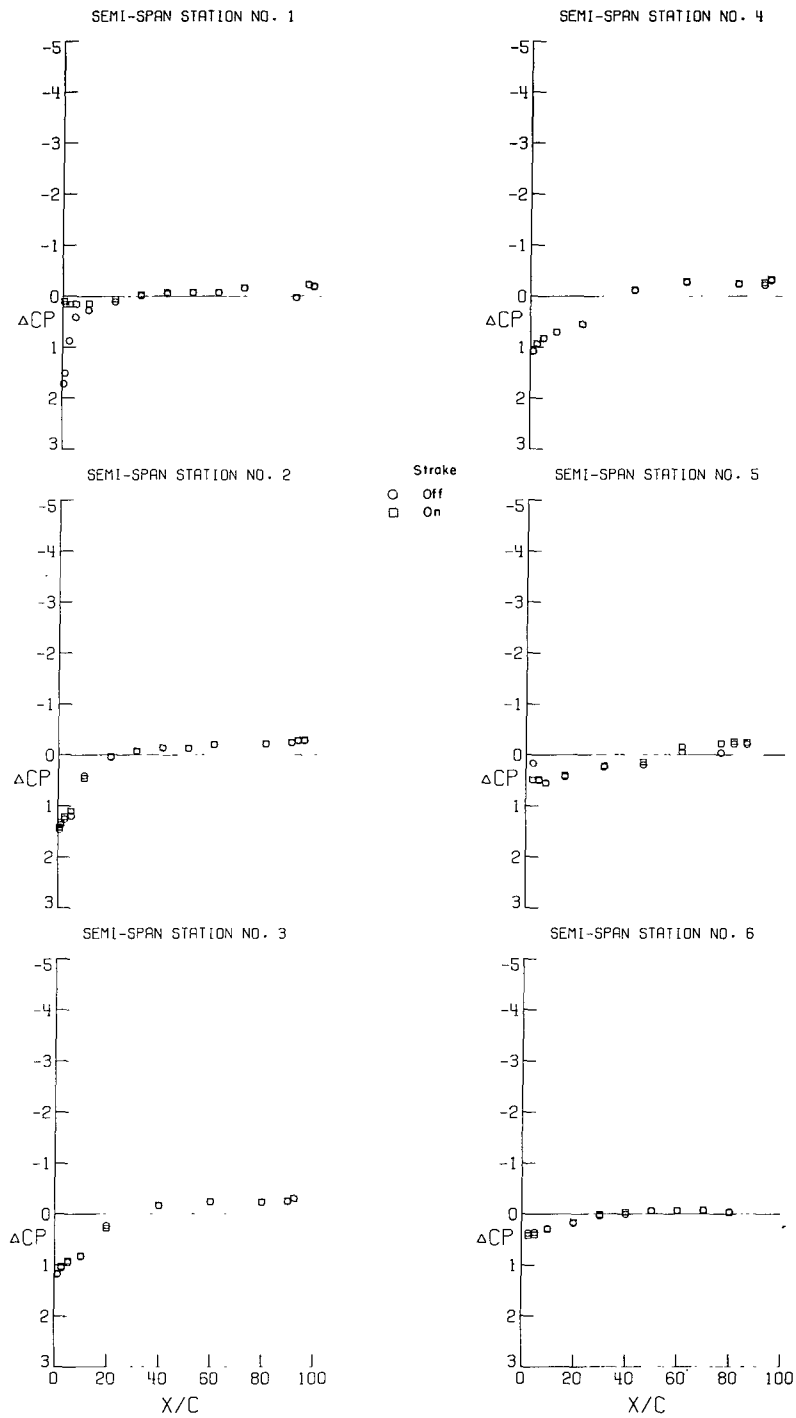 SEMI-SPAN STATION NO. 1
-5
-4
-3
-2
-1
0
ΔCP
1
2
3
SEMI-SPAN STATION NO. 4
-5
-4
-3
-2
-1
0
ΔCP
1
2
3
SEMI-SPAN STATION NO. 2
-5
-4
-3
-2
-1
0
ΔCP
1
2
3
Strake
Off
On
SEMI-SPAN STATION NO. 5
-5
-4
-3
-2
-1
0
ΔCP
1
2
3
SEMI-SPAN STATION NO. 3
-5
-4
-3
-2
-1
0
ΔCP
1
2
3
0 20 40 60 80 100
X/C
SEMI-SPAN STATION NO. 6
-5
-4
-3
-2
-1
0
ΔCP
1
2
3
0 20 40 60 80 100
X/C